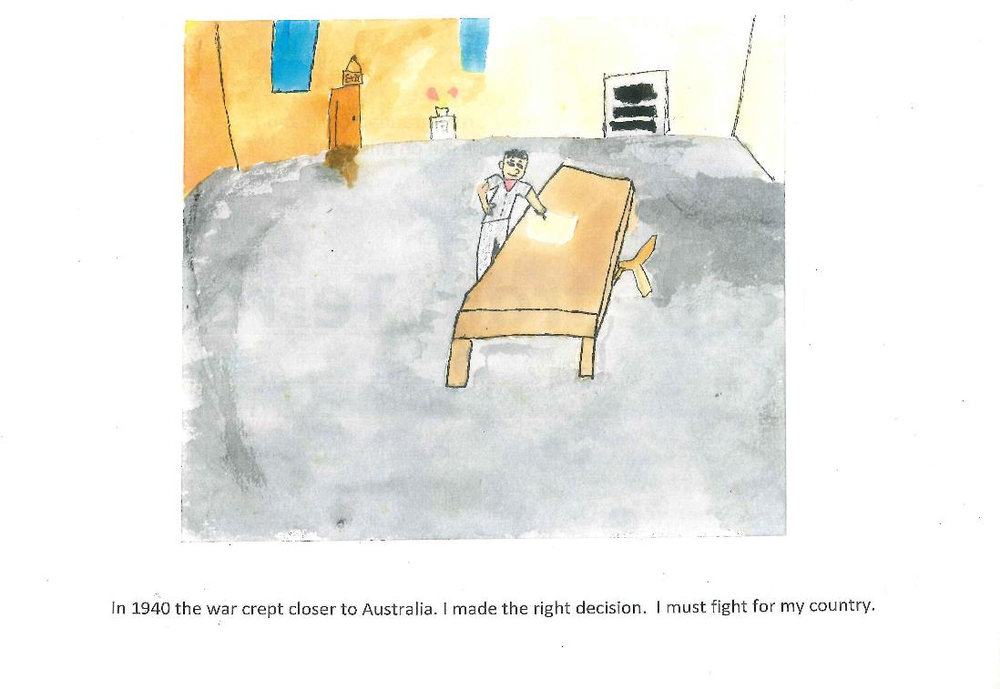 In 1940 the war crept closer to Australia. I made the right decision.  I must fight for my country.